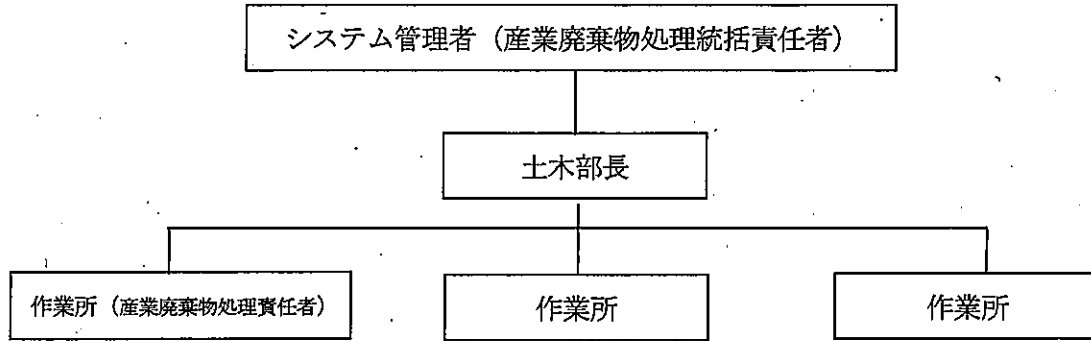 システム管理者（産業廃棄物処理統括責任者）
土木部長
作業所（産業廃棄物処理責任者）
作業所
作業所